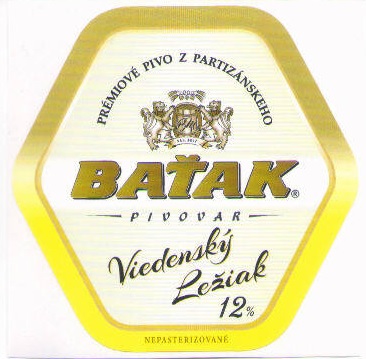 PRÉMIOVÉ PIVO Z PARTIZÁNSKEHO
BAŤAK®
PIVOVAR
Viedenský
Ležiak
12%
NEPASTERIZOVANÉ